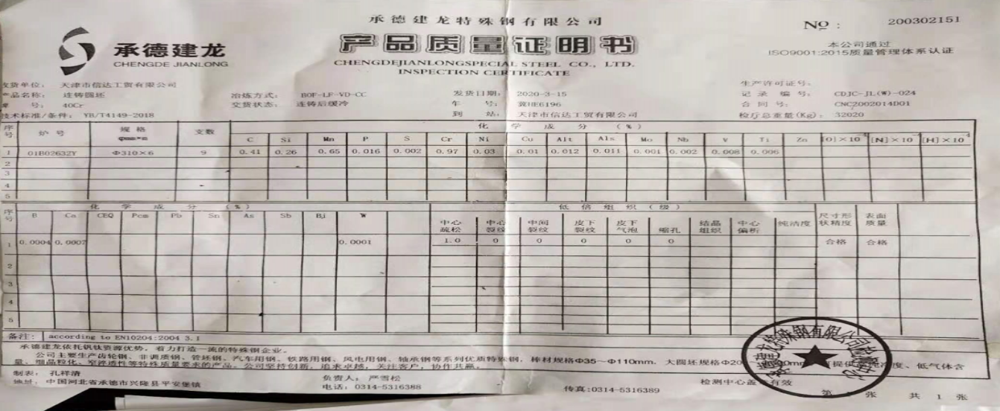 承德建龙特殊钢有限公司
№: 200302151
承德建龙
CHENGDE JIANLONG
产品质量证明书
CHENGDEJIANLONGSPECIAL STEEL CO., LTD.
INSPECTION CERTIFICATE
本公司通过
ISO9001:2015质量管理体系认证
收货单位: 天津市信达工贸有限公司 生产许可证号:
产品名称: 连铸圆坯 冶炼方式: BOF-LF-VD-CC 发货日期: 2020-3-15 记录编号: CDJC-JL(W)-024
牌 号: 40Cr 交货状态: 连铸后缓冷 车 号: 冀HE6196 合同号: CNCZ002014D01
技术标准/条件: YB/T4149-2018 到 站: 天津市信达工贸有限公司 总重量(Kg): 32020
序号 炉号 规格 φmm×m 支数 化学成分(%)
C Si Mn P S Cr Ni Cu Alt Als Mo Nb V Ti Zn [O]×10 [N]×10 [H]×10
1 01B02632Y Φ310×6 9 0.41 0.26 0.65 0.016 0.002 0.97 0.03 0.01 0.012 0.011 0.001 0.002 0.008 0.006
2
3
4
5
序号 化学成分(%) 低倍组织(级) 尺寸形状精度 表面质量
B Ca CEQ Pcm Pb Sn As Sb Bi W 中心疏松 中心裂纹 中间裂纹 皮下裂纹 皮下气泡 缩孔 结晶组织 中心偏析 纯洁度
1 0.0004 0.0007 0.0001 1.0 0 0 0 0 0 合格 合格
2
3
4
5
备注: according to EN10204:2004 3.1
承德建龙依托钒钛资源优势,着力打造一流的特殊钢企业。
公司主要生产齿轮钢、非调质钢、管坯钢、汽车用钢、铁路用钢、风电用钢、轴承钢等系列优质特殊钢,棒材规格Φ35～Φ110mm,大圆坯规格Φ20 mm 提供 度、低气体含
量、细晶粒化、窄淬透性等特殊质量要求的产品。公司坚持创新,追求卓越,关注客户,协作共赢。
制表: 孔祥清 负责人: 严雪松 检测中心盖 有效
地址: 中国河北省承德市兴隆县平安堡镇 电话: 0314-5316388 传真:0314-5316389 第 张 共 1 张